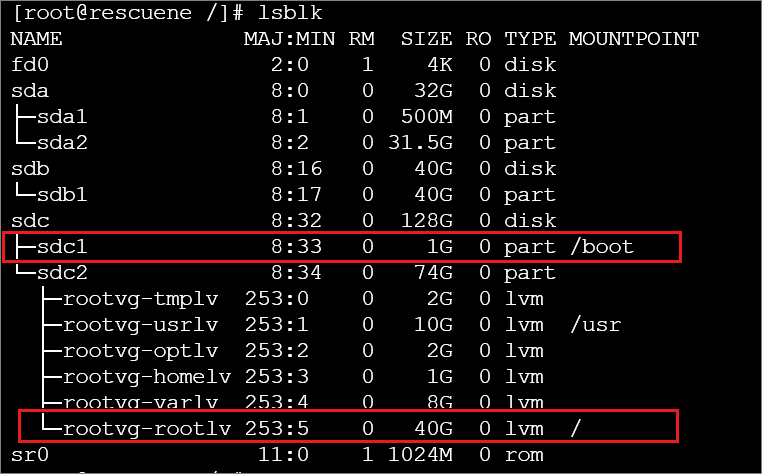 [root@rescuene /]# lsblk
NAME              MAJ:MIN RM  SIZE RO TYPE MOUNTPOINT
fd0                 2:0    1    4K  0 disk
sda                 8:0    0   32G  0 disk
├─sda1              8:1    0  500M  0 part
└─sda2              8:2    0 31.5G  0 part
sdb                 8:16   0   40G  0 disk
└─sdb1              8:17   0   40G  0 part
sdc                 8:32   0  128G  0 disk
├─sdc1              8:33   0    1G  0 part /boot
└─sdc2              8:34   0   74G  0 part
  ├─rootvg-tmplv  253:0    0    2G  0 lvm
  ├─rootvg-usrlv  253:1    0   10G  0 lvm  /usr
  ├─rootvg-optlv  253:2    0    2G  0 lvm
  ├─rootvg-homelv 253:3    0    1G  0 lvm
  ├─rootvg-varlv  253:4    0    8G  0 lvm
  └─rootvg-rootlv 253:5    0   40G  0 lvm  /
sr0                11:0    1 1024M  0 rom